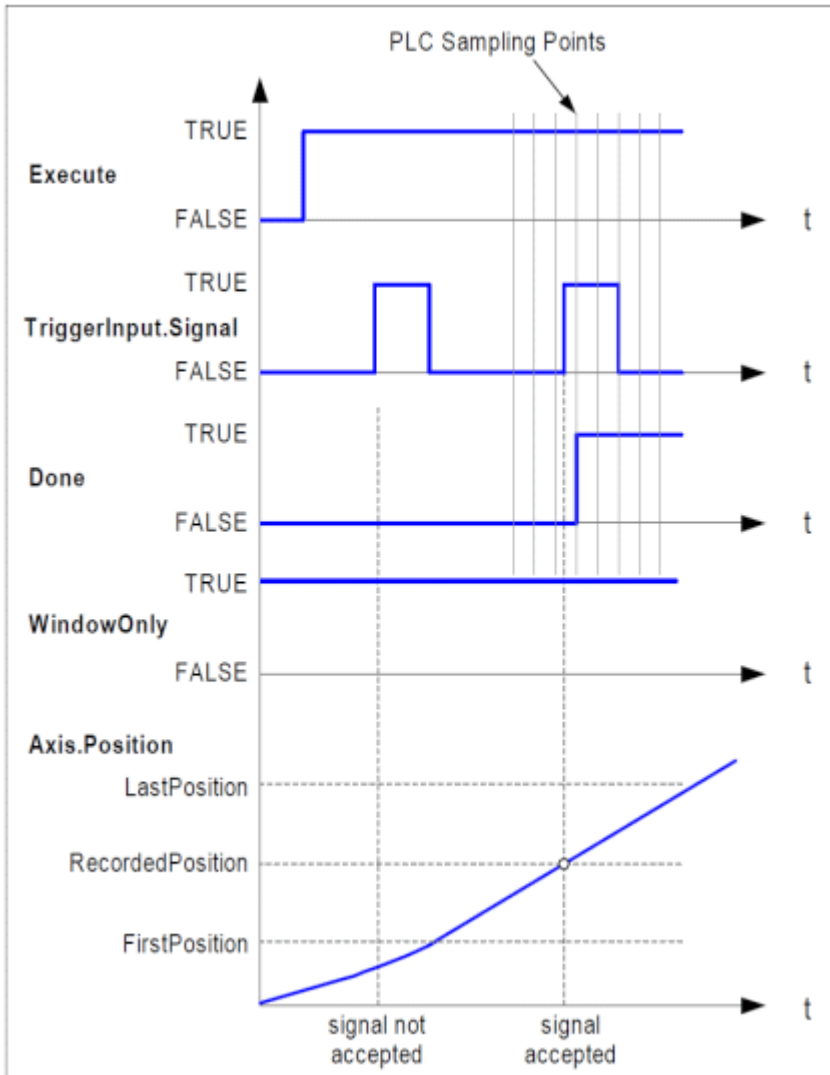 PLC Sampling Points
TRUE
Execute
FALSE
t
TRUE
TriggerInput.Signal
FALSE
t
TRUE
Done
FALSE
t
TRUE
WindowOnly
FALSE
t
Axis.Position
LastPosition
RecordedPosition
FirstPosition
t
signal not
accepted
signal
accepted